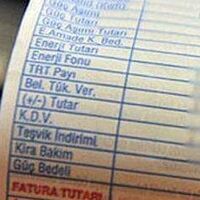 Güç Aşımı
Güç Aşımı Tutarı
E.Amade K. Bed.
Enerji Tutarı
Enerji Fonu
TRT Payı
Bel. Tük. Ver.
(+/-) Tutar
K.D.V.
Teşvik İndirimi
Kira Bakım
Güç Bedeli
FATURA TUTARI